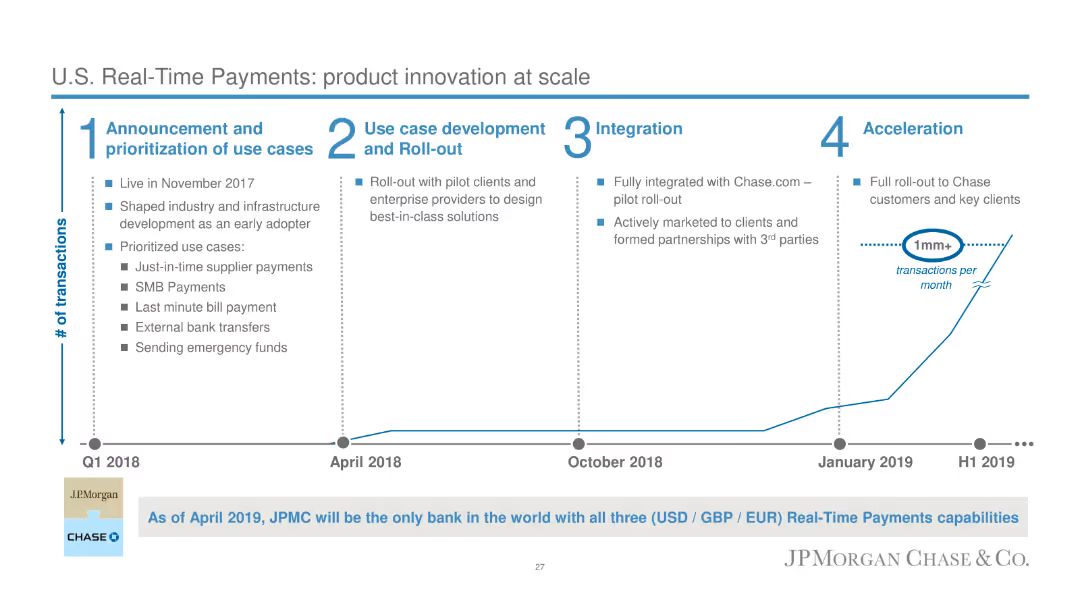 U.S. Real-Time Payments: product innovation at scale
# of transactions
1
Announcement and
prioritization of use cases
Live in November 2017
Shaped industry and infrastructure
development as an early adopter
Prioritized use cases:
Just-in-time supplier payments
SMB Payments
Last minute bill payment
External bank transfers
Sending emergency funds
2
Use case development
and Roll-out
Roll-out with pilot clients and
enterprise providers to design
best-in-class solutions
3
Integration
Fully integrated with Chase.com –
pilot roll-out
Actively marketed to clients and
formed partnerships with 3rd parties
4
Acceleration
Full roll-out to Chase
customers and key clients
1mm+
transactions per
month
Q1 2018
April 2018
October 2018
January 2019
H1 2019
J.P.Morgan
CHASE
As of April 2019, JPMC will be the only bank in the world with all three (USD / GBP / EUR) Real-Time Payments capabilities
27
JPMORGAN CHASE & CO.